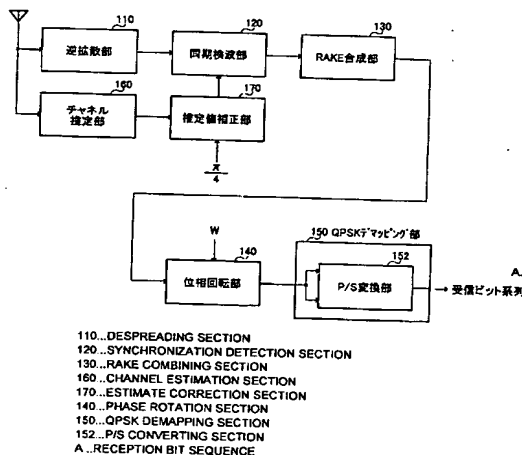 110
逆拡散部
120
同期検波部
130
RAKE合成部
160
チャネル
推定部
170
推定値補正部
π
4
W
140
位相回転部
150 QPSKデマッピング部
152
P/S変換部
A
受信ビット系列
110...DESPREADING SECTION
120...SYNCHRONIZATION DETECTION SECTION
130...RAKE COMBINING SECTION
160...CHANNEL ESTIMATION SECTION
170...ESTIMATE CORRECTION SECTION
140...PHASE ROTATION SECTION
150...QPSK DEMAPPING SECTION
152...P/S CONVERTING SECTION
A ..RECEPTION BIT SEQUENCE